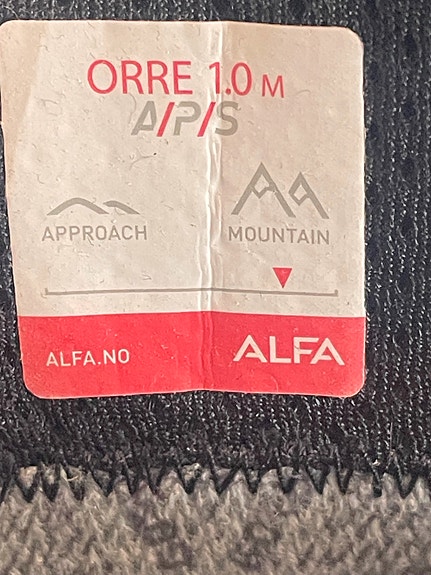 ORRE 1.0 M
A/P/S
APPROACH MOUNTAIN
ALFA.NO ALFA